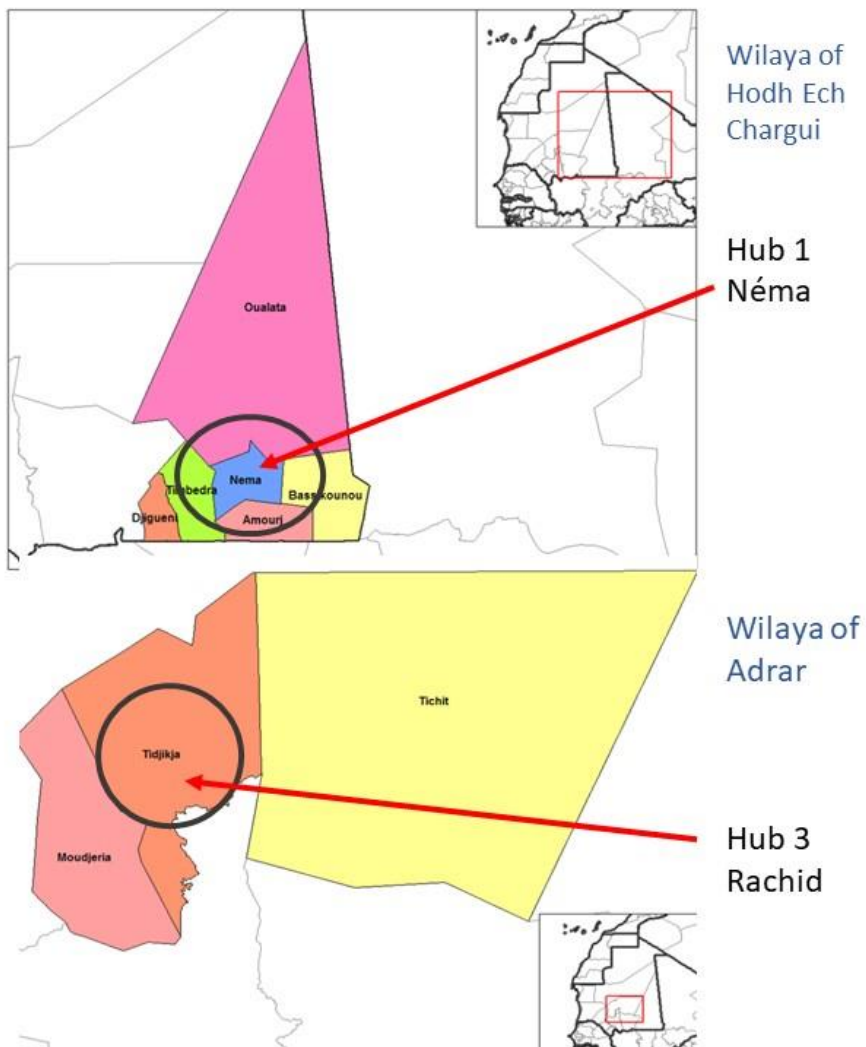 Wilaya of
Hodh Ech
Chargui
Hub 1
Néma
Oualata
Nema
Timbedra
Bassikounou
Djigueni
Amourj
Wilaya of
Adrar
Tichit
Tidjikja
Hub 3
Rachid
Moudjeria